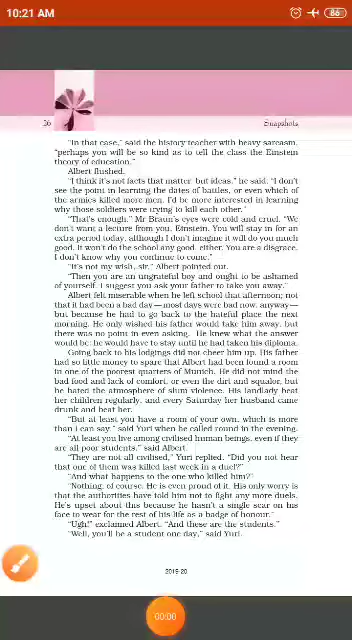 10:21 AM
86
36
Snapshots
"In that case," said the history teacher with heavy sarcasm,
"perhaps you will be so kind as to tell the class the Einstein
theory of education."
Albert flushed.
"I think it's not facts that matter, but ideas," he said. "I don't
see the point in learning the dates of battles, or even which of
the armies killed more men. I'd be more interested in learning
why those soldiers were trying to kill each other."
"That's enough," Mr Braun's eyes were cold and cruel. "We
don't want a lecture from you, Einstein. You will stay in for an
extra period today, although I don't imagine it will do you much
good. It won't do the school any good, either. You are a disgrace.
I don't know why you continue to come."
"It's not my wish, sir," Albert pointed out.
"Then you are an ungrateful boy and ought to be ashamed
of yourself. I suggest you ask your father to take you away."
Albert felt miserable when he left school that afternoon; not
that it had been a bad day — most days were bad now, anyway —
but because he had to go back to the hateful place the next
morning. He only wished his father would take him away, but
there was no point in even asking. He knew what the answer
would be: he would have to stay until he had taken his diploma.
Going back to his lodgings did not cheer him up. His father
had so little money to spare that Albert had been found a room
in one of the poorest quarters of Munich. He did not mind the
bad food and lack of comfort, or even the dirt and squalor, but
he hated the atmosphere of slum violence. His landlady beat
her children regularly, and every Saturday her husband came
drunk and beat her.
"But at least you have a room of your own, which is more
than I can say," said Yuri when he called round in the evening.
"At least you live among civilised human beings, even if they
are all poor students," said Albert.
"They are not all civilised," Yuri replied. "Did you not hear
that one of them was killed last week in a duel?"
"And what happens to the one who killed him?"
"Nothing, of course. He is even proud of it. His only worry is
that the authorities have told him not to fight any more duels.
He's upset about this because he hasn't a single scar on his
face to wear for the rest of his life as a badge of honour."
"Ugh!" exclaimed Albert. "And these are the students."
"Well, you'll be a student one day," said Yuri.
2019-20
00:00